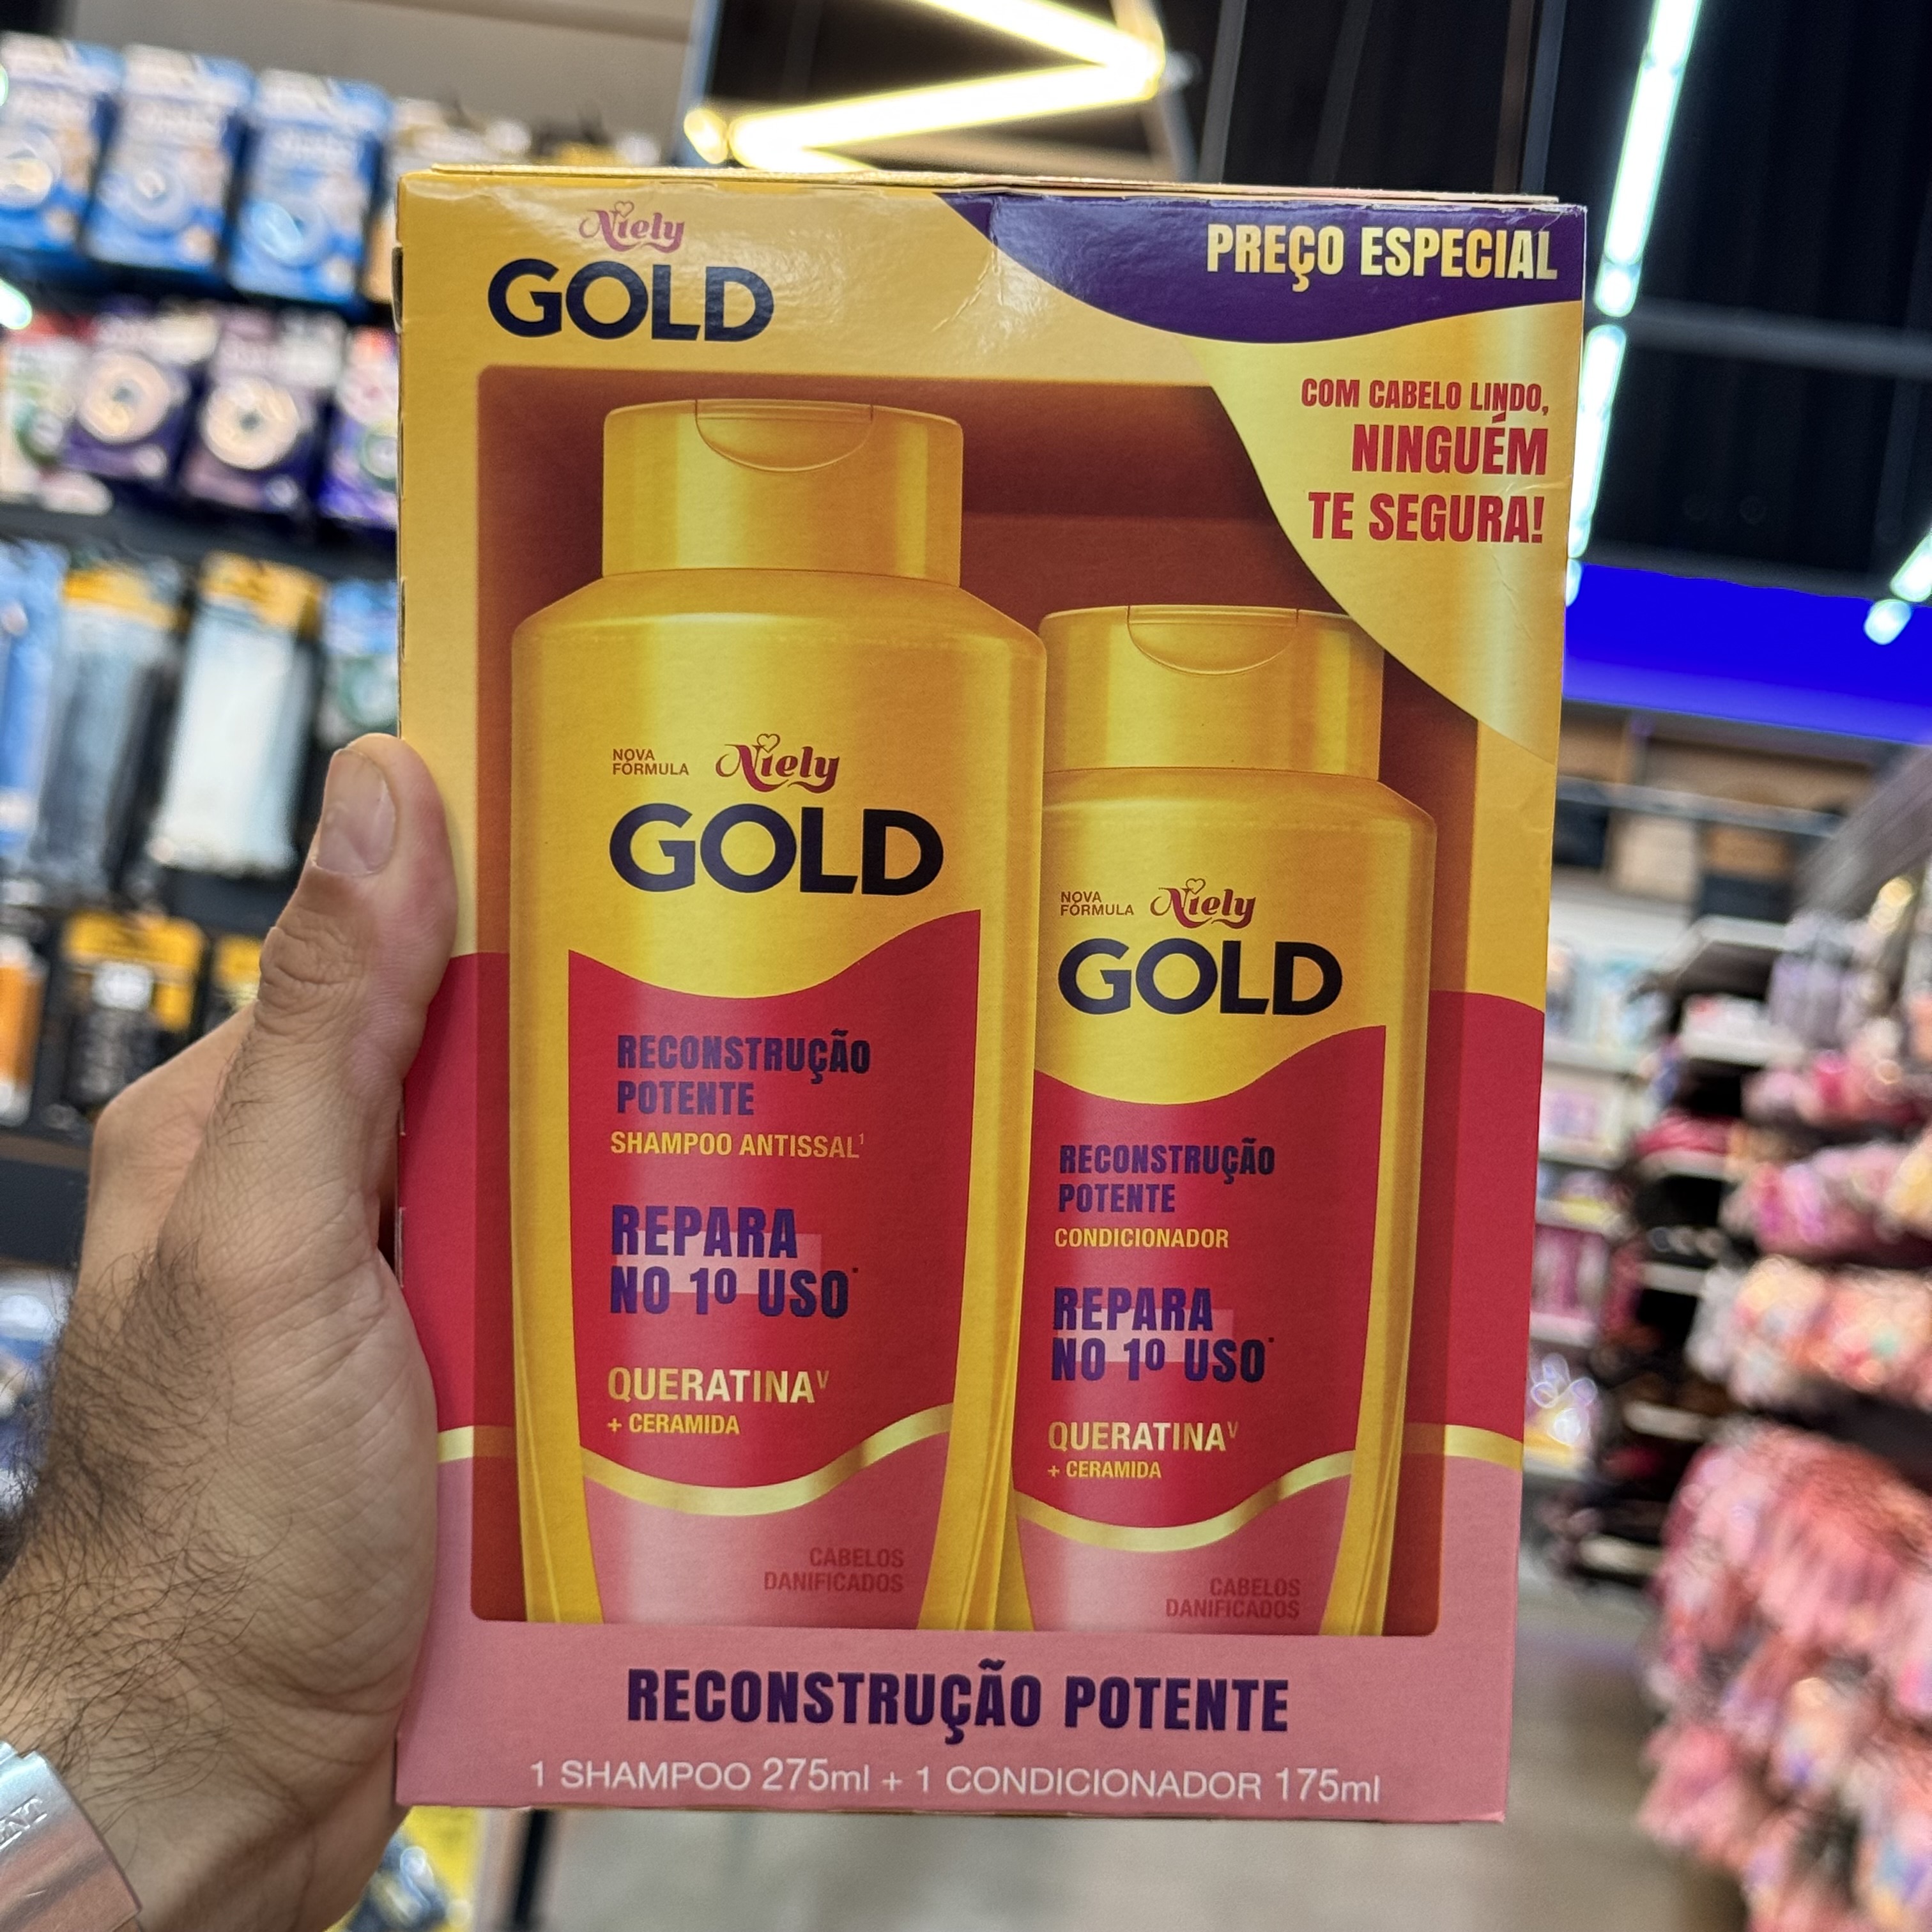 Niely
GOLD
PREÇO ESPECIAL
COM CABELO LINDO,
NINGUÉM
TE SEGURA!
NOVA
FÓRMULA
Niely
GOLD
RECONSTRUÇÃO
POTENTE
SHAMPOO ANTISSAL¹
REPARA
NO 1º USO*
QUERATINAⱽ
+ CERAMIDA
CABELOS
DANIFICADOS
NOVA
FÓRMULA
Niely
GOLD
RECONSTRUÇÃO
POTENTE
CONDICIONADOR
REPARA
NO 1º USO*
QUERATINAⱽ
+ CERAMIDA
CABELOS
DANIFICADOS
RECONSTRUÇÃO POTENTE
1 SHAMPOO 275ml + 1 CONDICIONADOR 175ml